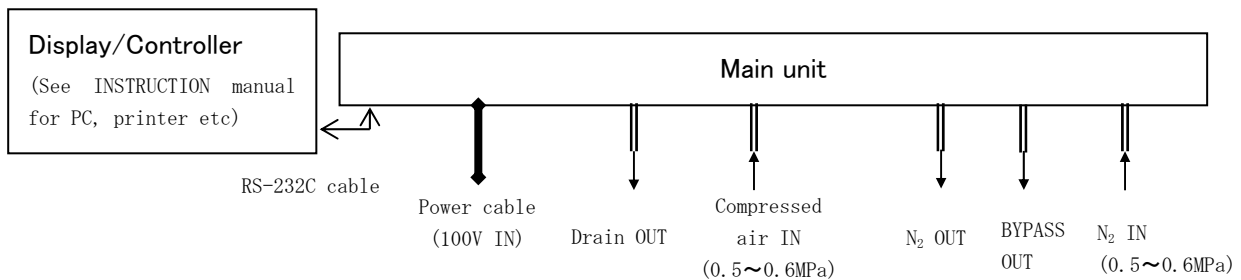 Display/Controller
(See INSTRUCTION manual
for PC, printer etc)
Main unit
RS-232C cable
Power cable
(100V IN)
Drain OUT
Compressed
air IN
(0.5～0.6MPa)
N₂ OUT
BYPASS
OUT
N₂ IN
(0.5～0.6MPa)